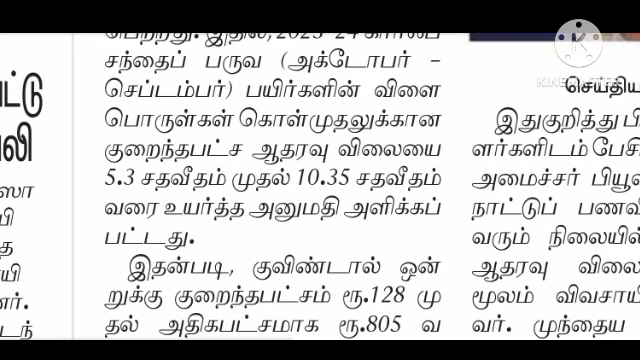 பெற்றது. இதில், 2023-24 காரீஃப்
சந்தைப் பருவ (அக்டோபர் –
செப்டம்பர்) பயிர்களின் விளை
பொருள்கள் கொள்முதலுக்கான
குறைந்தபட்ச ஆதரவு விலையை
5.3 சதவீதம் முதல் 10.35 சதவீதம்
வரை உயர்த்த அனுமதி அளிக்கப்
பட்டது.
இதன்படி, குவிண்டால் ஒன்
றுக்கு குறைந்தபட்சம் ரூ.128 மு
தல் அதிகபட்சமாக ரூ.805 வ
செய்திய
இதுகுறித்து பி
ளர்களிடம் பேசி
அமைச்சர் பியூ
நாட்டுப் பணவீ
வரும் நிலையில்
ஆதரவு விலை
மூலம் விவசாயி
வர். முந்தைய
KINEMASTER